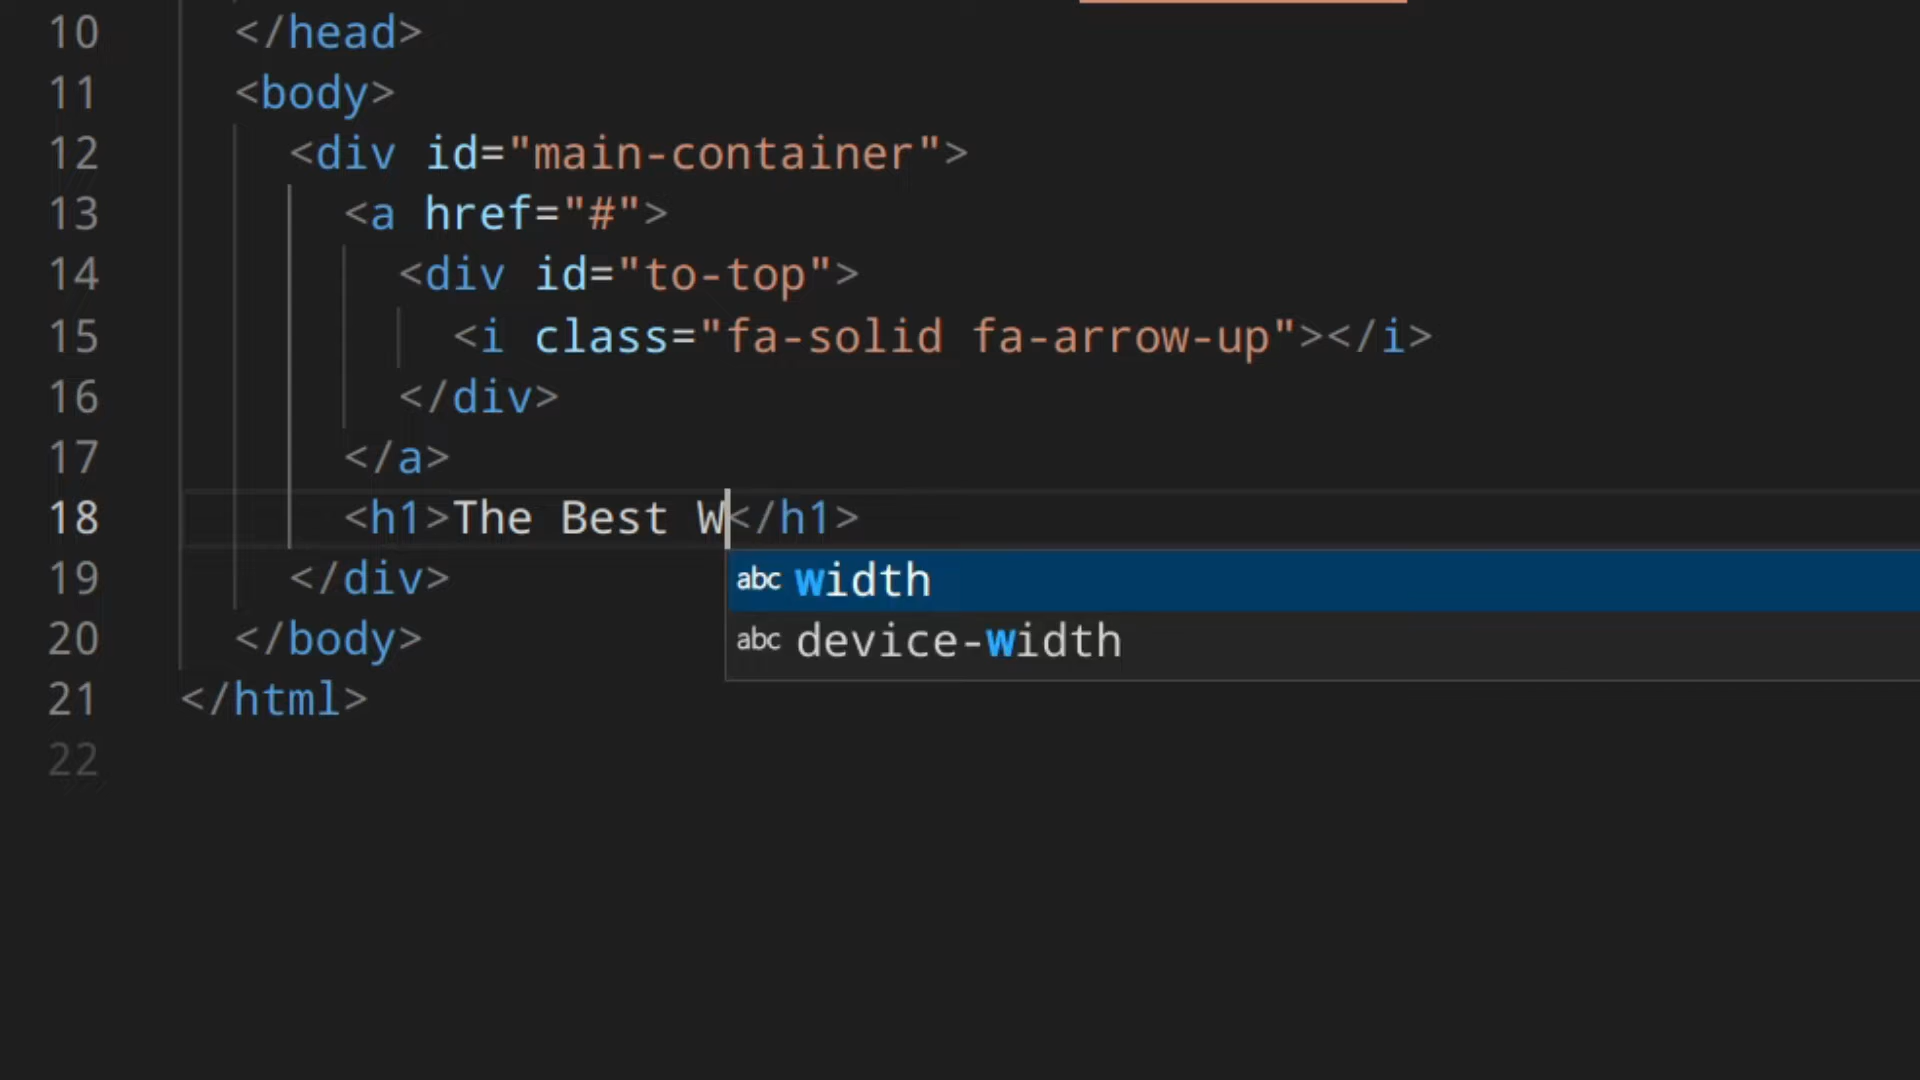 10 </head>
11 <body>
12 <div id="main-container">
13 <a href="#">
14 <div id="to-top">
15 <i class="fa-solid fa-arrow-up"></i>
16 </div>
17 </a>
18 <h1>The Best W</h1>
abc width
19 </div>
abc device-width
20 </body>
21 </html>
22